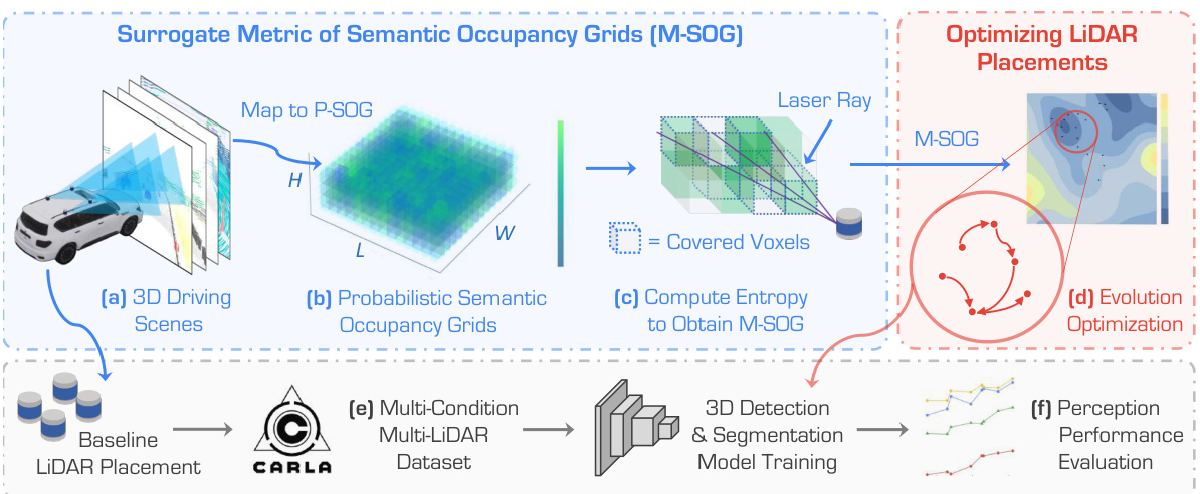 Surrogate Metric of Semantic Occupancy Grids (M-SOG)
Optimizing LiDAR
Placements
Map to P-SOG
Laser Ray
M-SOG
H
L
W
= Covered Voxels
(a) 3D Driving
Scenes
(b) Probabilistic Semantic
Occupancy Grids
(c) Compute Entropy
to Obtain M-SOG
(d) Evolution
Optimization
Baseline
LiDAR Placement
CARLA
(e) Multi-Condition
Multi-LiDAR
Dataset
3D Detection
& Segmentation
Model Training
(f) Perception
Performance
Evaluation